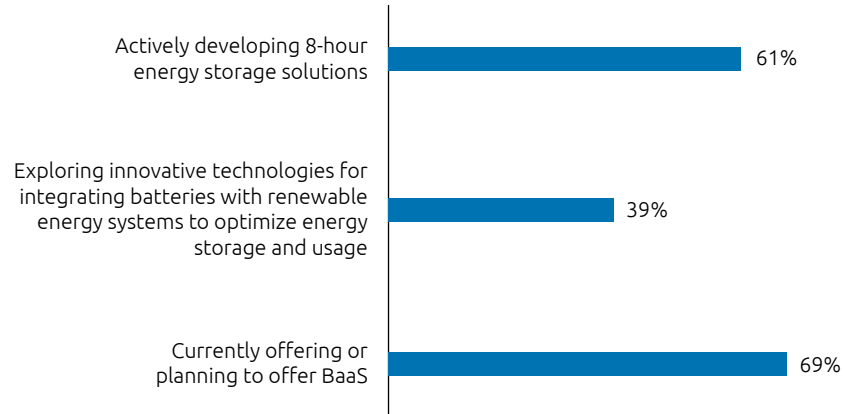 Actively developing 8-hour
energy storage solutions
61%
Exploring innovative technologies for
integrating batteries with renewable
energy systems to optimize energy
storage and usage
39%
Currently offering or
planning to offer BaaS
69%